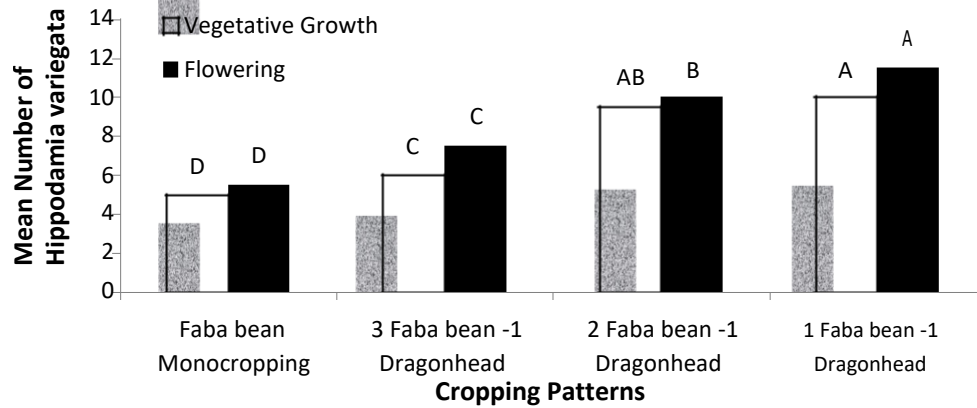 14
12
10
8
6
4
2
0
Mean Number of
Hippodamia variegata
Vegetative Growth
Flowering
D
D
C
C
AB
B
A
A
Faba bean
Monocropping
3 Faba bean -1
Dragonhead
2 Faba bean -1
Dragonhead
1 Faba bean -1
Dragonhead
Cropping Patterns